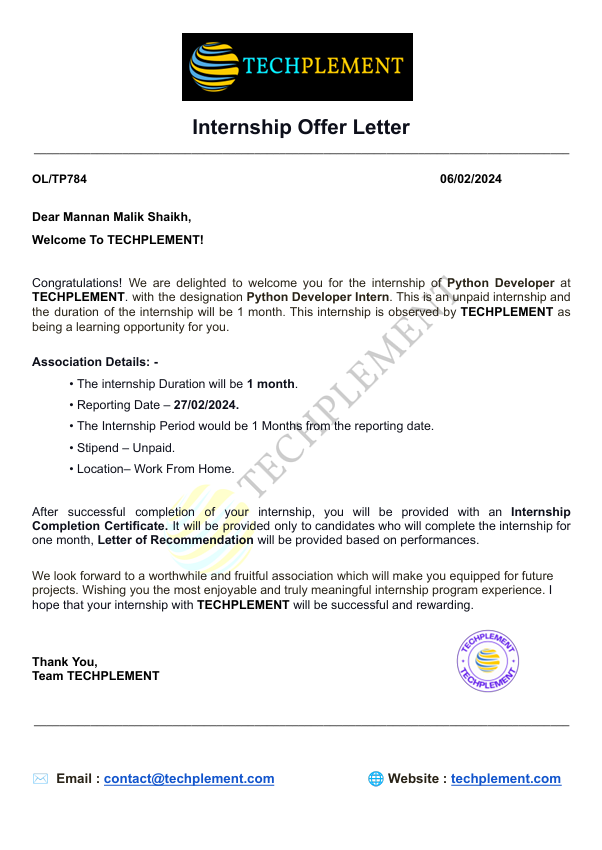 TECHPLEMENT
Internship Offer Letter
OL/TP784 06/02/2024
Dear Mannan Malik Shaikh,
Welcome To TECHPLEMENT!
Congratulations! We are delighted to welcome you for the internship of Python Developer at
TECHPLEMENT. with the designation Python Developer Intern. This is an unpaid internship and
the duration of the internship will be 1 month. This internship is observed by TECHPLEMENT as
being a learning opportunity for you.
Association Details: -
• The internship Duration will be 1 month.
• Reporting Date – 27/02/2024.
• The Internship Period would be 1 Months from the reporting date.
• Stipend – Unpaid.
• Location– Work From Home.
TECHPLEMENT
After successful completion of your internship, you will be provided with an Internship
Completion Certificate. It will be provided only to candidates who will complete the internship for
one month, Letter of Recommendation will be provided based on performances.
We look forward to a worthwhile and fruitful association which will make you equipped for future
projects. Wishing you the most enjoyable and truly meaningful internship program experience. I
hope that your internship with TECHPLEMENT will be successful and rewarding.
Thank You,
Team TECHPLEMENT
TECHPLEMENT
TECHPLEMENT
Email : contact@techplement.com Website : techplement.com